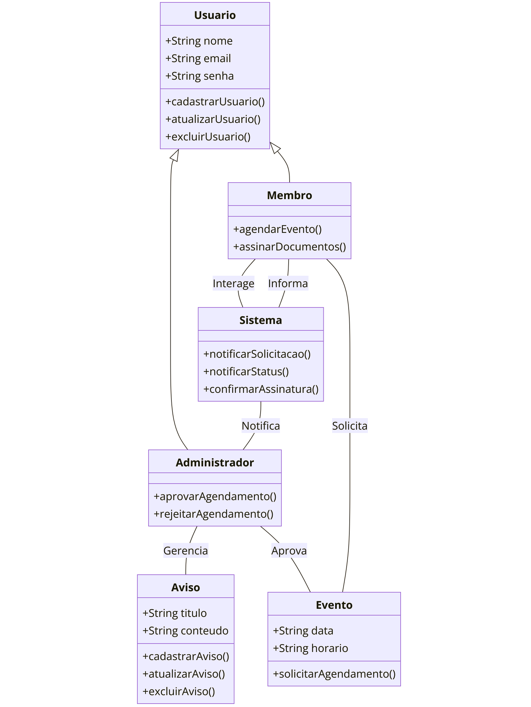 Usuario
+String nome
+String email
+String senha
+cadastrarUsuario()
+atualizarUsuario()
+excluirUsuario()
Membro
+agendarEvento()
+assinarDocumentos()
Interage
Informa
Sistema
+notificarSolicitacao()
+notificarStatus()
+confirmarAssinatura()
Notifica
Solicita
Administrador
+aprovarAgendamento()
+rejeitarAgendamento()
Gerencia
Aprova
Aviso
+String titulo
+String conteudo
+cadastrarAviso()
+atualizarAviso()
+excluirAviso()
Evento
+String data
+String horario
+solicitarAgendamento()